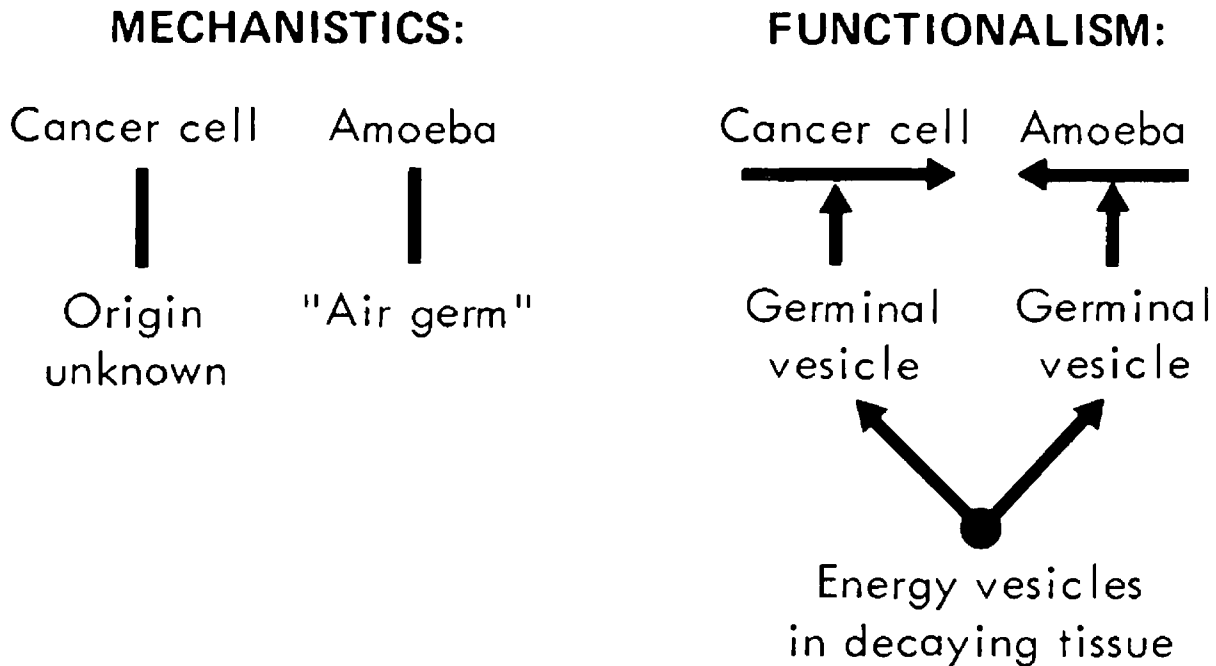 MECHANISTICS:
Cancer cell
Amoeba
Origin
unknown
"Air germ"
FUNCTIONALISM:
Cancer cell
Amoeba
Germinal
vesicle
Germinal
vesicle
Energy vesicles
in decaying tissue